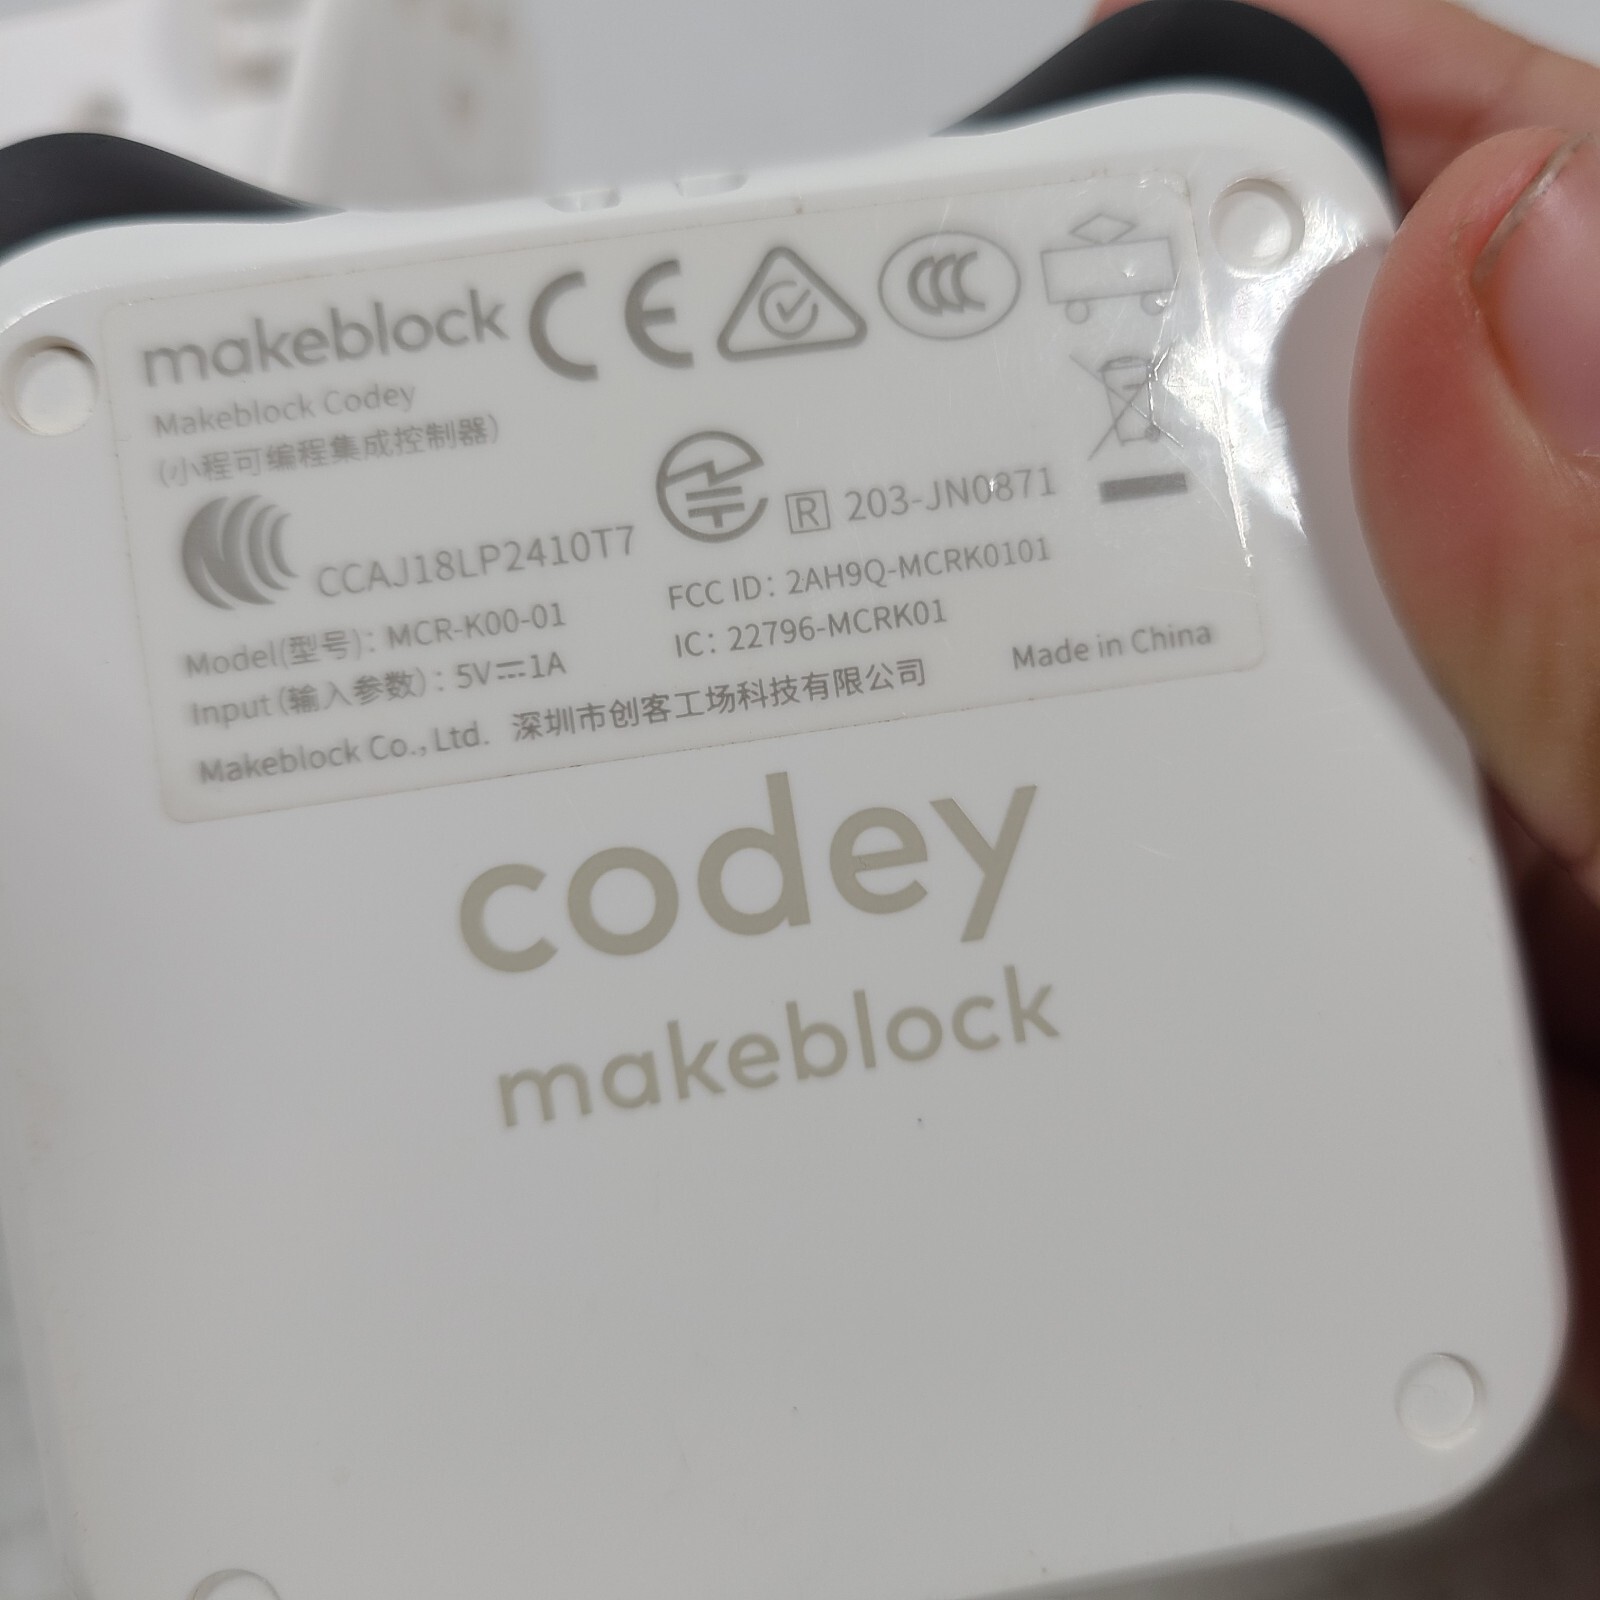 makeblock CE
Makeblock Codey
(小程可编程集成控制器)
CCAJ18LP2410T7
R 203-JN0871
Model(型号): MCR-K00-01
FCC ID: 2AH9Q-MCRK0101
Input(输入参数): 5V⎓1A
IC: 22796-MCRK01
Makeblock Co., Ltd. 深圳市创客工场科技有限公司
Made in China
codey
makeblock